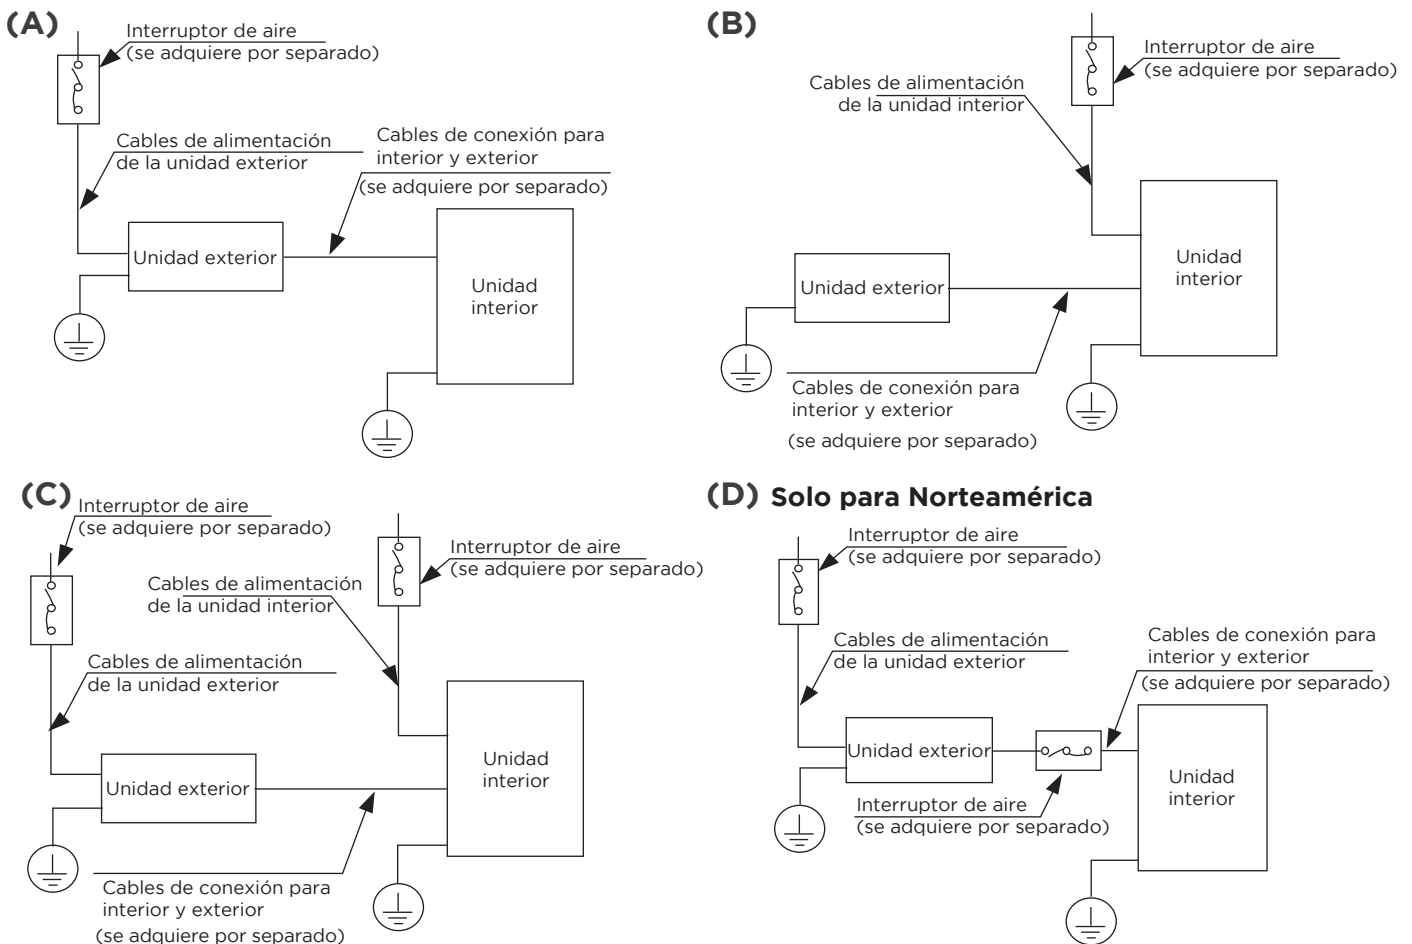 (A)
Interruptor de aire
(se adquiere por separado)
Cables de alimentación
de la unidad exterior
Cables de conexión para
interior y exterior
(se adquiere por separado)
Unidad exterior
Unidad
interior
(B)
Interruptor de aire
(se adquiere por separado)
Cables de alimentación
de la unidad interior
Unidad
interior
Unidad exterior
Cables de conexión para
interior y exterior
(se adquiere por separado)
(C)
Interruptor de aire
(se adquiere por separado)
Interruptor de aire
(se adquiere por separado)
Cables de alimentación
de la unidad interior
Cables de alimentación
de la unidad exterior
Unidad
interior
Unidad exterior
Cables de conexión para
interior y exterior
(se adquiere por separado)
(D) Solo para Norteamérica
Interruptor de aire
(se adquiere por separado)
Cables de alimentación
de la unidad exterior
Cables de conexión para
interior y exterior
(se adquiere por separado)
Unidad exterior
Unidad
interior
Interruptor de aire
(se adquiere por separado)